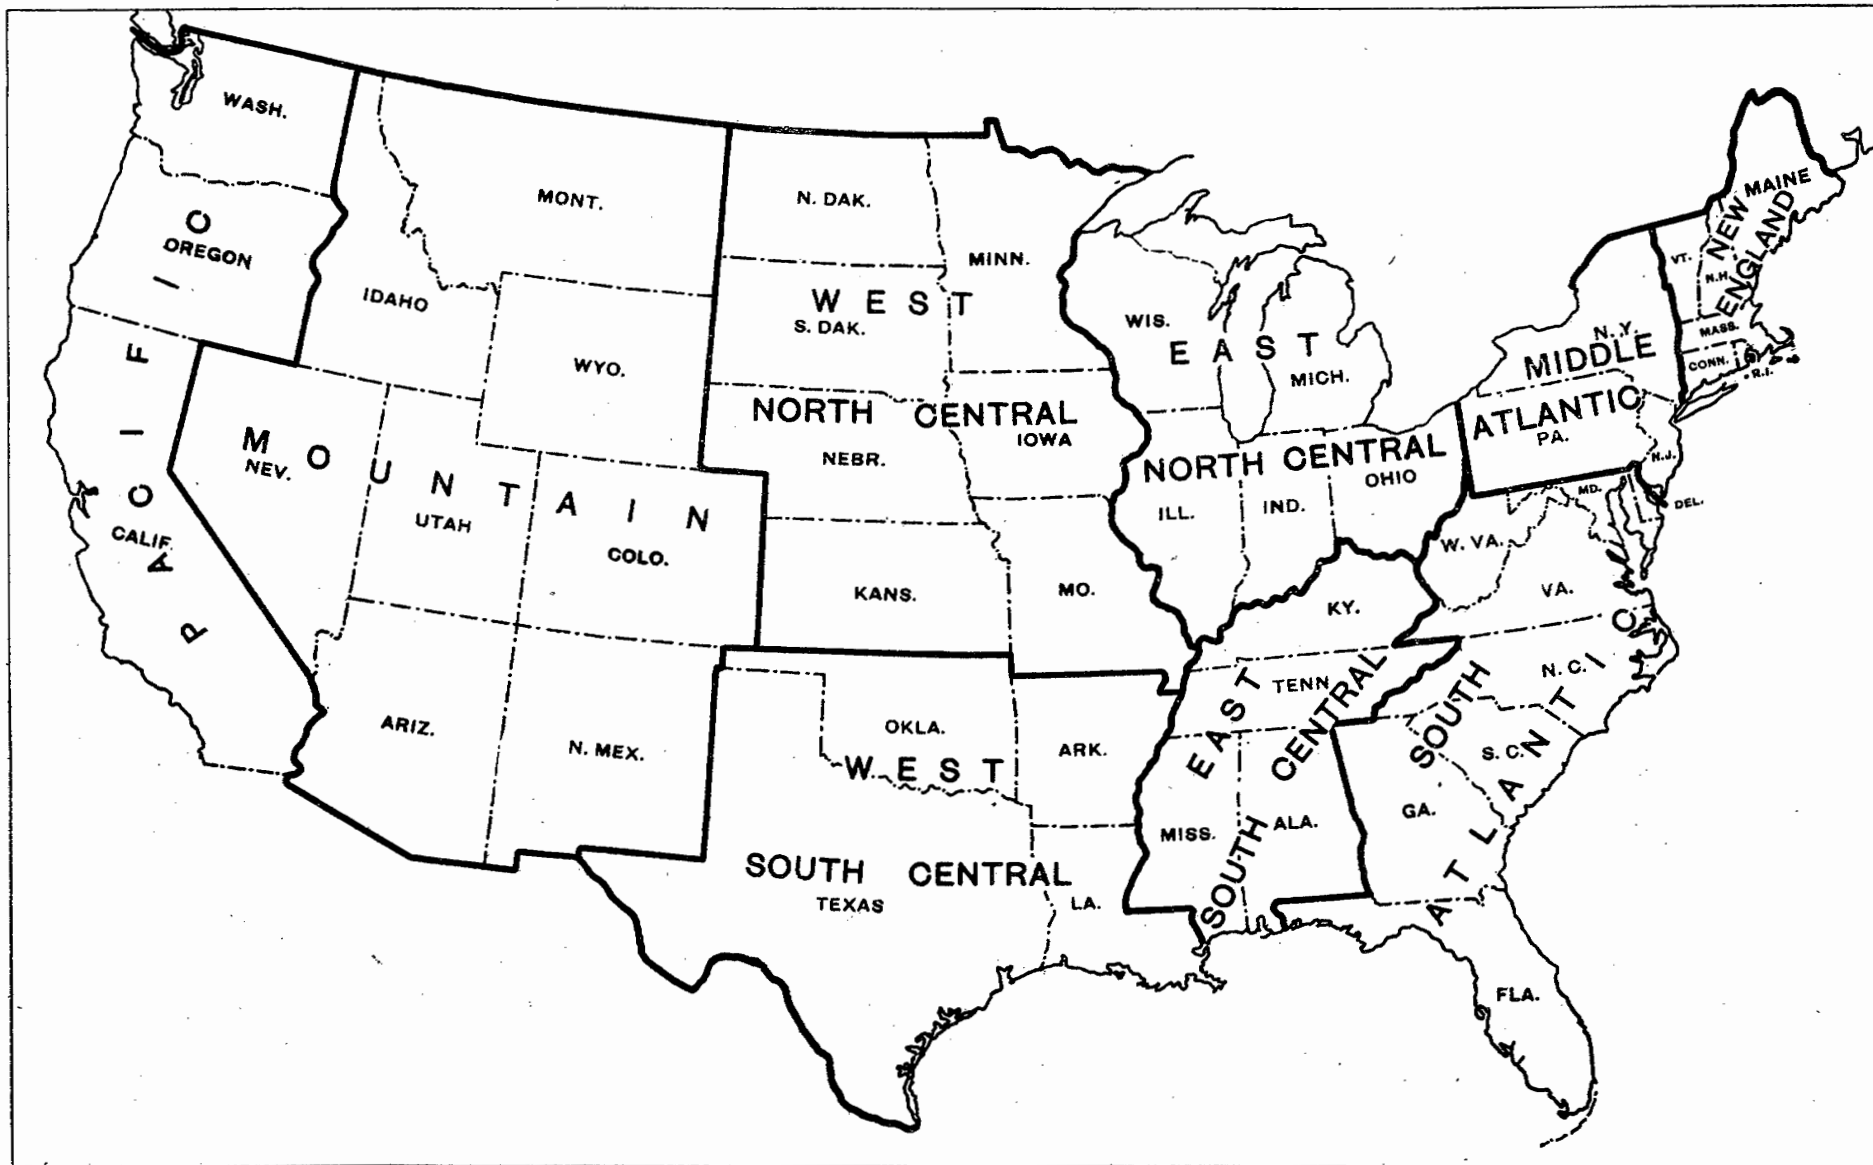 WASH.
OREGON
CALIF.
PACIFIC
MONT.
IDAHO
WYO.
NEV.
UTAH
COLO.
ARIZ.
N. MEX.
MOUNTAIN
N. DAK.
MINN.
S. DAK.
WEST
NORTH CENTRAL
IOWA
NEBR.
KANS.
MO.
OKLA.
ARK.
WEST
SOUTH CENTRAL
TEXAS
LA.
WIS.
MICH.
EAST
NORTH CENTRAL
ILL.
IND.
OHIO
KY.
TENN
MISS.
ALA.
EAST
SOUTH CENTRAL
MAINE
VT.
N.H.
MASS.
CONN.
R.I.
NEW
ENGLAND
N.Y.
MIDDLE
ATLANTIC
PA.
N.J.
MD.
DEL.
W. VA.
VA.
N.C.
S.C.
GA.
FLA.
SOUTH
ATLANTIC